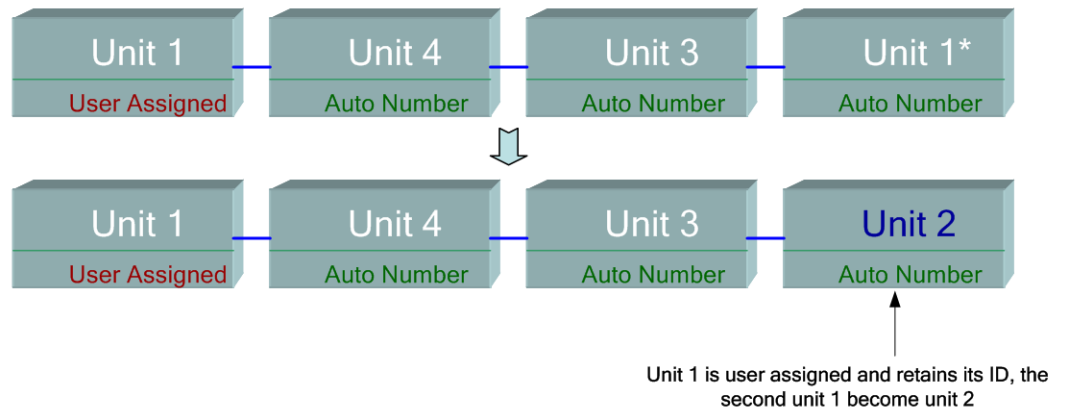 Unit 1 Unit 4 Unit 3 Unit 1*
User Assigned Auto Number Auto Number Auto Number
Unit 1 Unit 4 Unit 3 Unit 2
User Assigned Auto Number Auto Number Auto Number
Unit 1 is user assigned and retains its ID, the
second unit 1 become unit 2